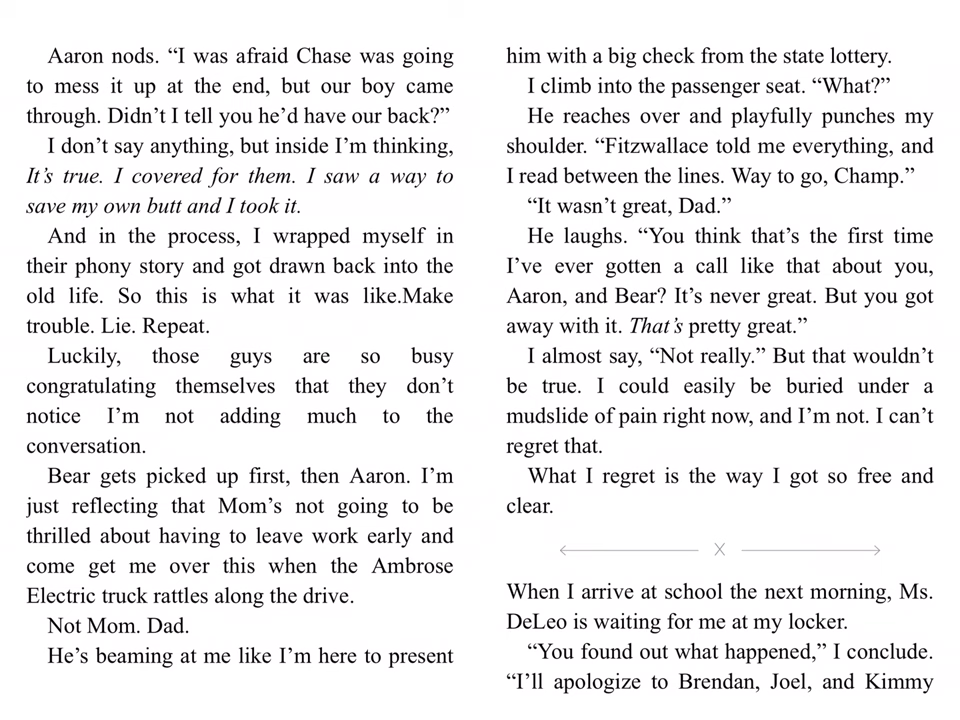 Aaron nods. “I was afraid Chase was going
to mess it up at the end, but our boy came
through. Didn’t I tell you he’d have our back?”
I don’t say anything, but inside I’m thinking,
It’s true. I covered for them. I saw a way to
save my own butt and I took it.
And in the process, I wrapped myself in
their phony story and got drawn back into the
old life. So this is what it was like.Make
trouble. Lie. Repeat.
Luckily, those guys are so busy
congratulating themselves that they don’t
notice I’m not adding much to the
conversation.
Bear gets picked up first, then Aaron. I’m
just reflecting that Mom’s not going to be
thrilled about having to leave work early and
come get me over this when the Ambrose
Electric truck rattles along the drive.
Not Mom. Dad.
He’s beaming at me like I’m here to present
him with a big check from the state lottery.
I climb into the passenger seat. “What?”
He reaches over and playfully punches my
shoulder. “Fitzwallace told me everything, and
I read between the lines. Way to go, Champ.”
“It wasn’t great, Dad.”
He laughs. “You think that’s the first time
I’ve ever gotten a call like that about you,
Aaron, and Bear? It’s never great. But you got
away with it. That’s pretty great.”
I almost say, “Not really.” But that wouldn’t
be true. I could easily be buried under a
mudslide of pain right now, and I’m not. I can’t
regret that.
What I regret is the way I got so free and
clear.
X
When I arrive at school the next morning, Ms.
DeLeo is waiting for me at my locker.
“You found out what happened,” I conclude.
“I’ll apologize to Brendan, Joel, and Kimmy